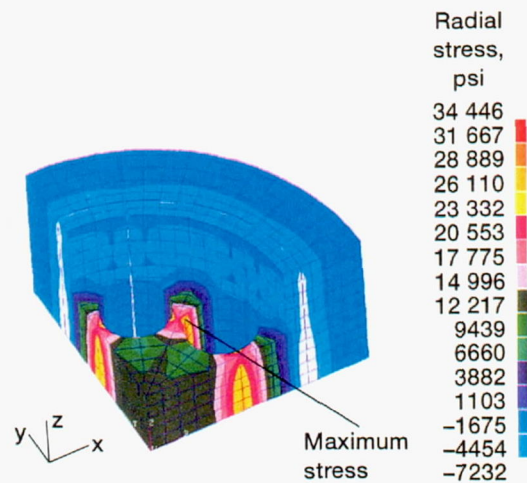 Radial
stress,
psi
34 446
31 667
28 889
26 110
23 332
20 553
17 775
14 996
12 217
9439
6660
3882
1103
−1675
−4454
−7232
z
y
x
Maximum
stress